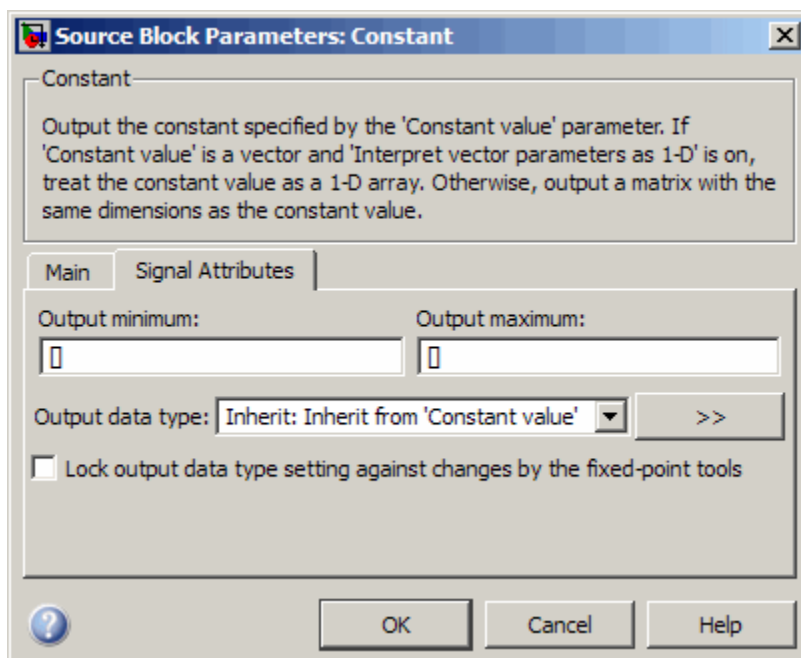 Source Block Parameters: Constant
Constant
Output the constant specified by the 'Constant value' parameter. If
'Constant value' is a vector and 'Interpret vector parameters as 1-D' is on,
treat the constant value as a 1-D array. Otherwise, output a matrix with the
same dimensions as the constant value.
Main Signal Attributes
Output minimum: Output maximum:
[] []
Output data type: Inherit: Inherit from 'Constant value' >>
Lock output data type setting against changes by the fixed-point tools
OK Cancel Help